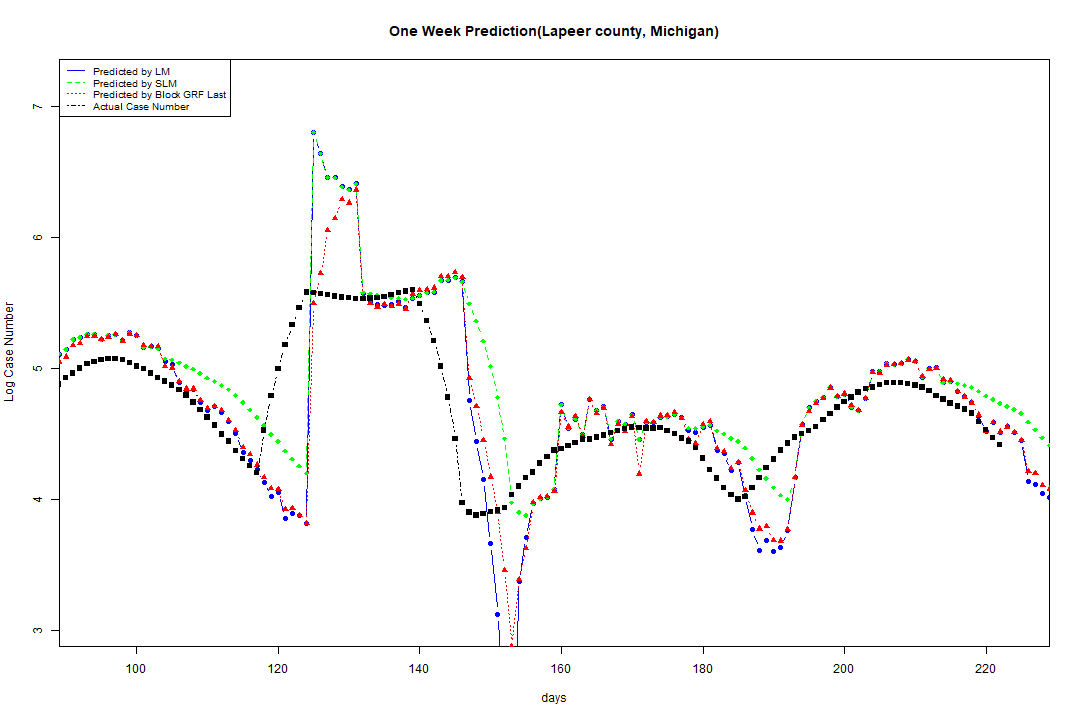 One Week Prediction(Lapeer county, Michigan)
Predicted by LM
Predicted by SLM
Predicted by Block GRF Last
Actual Case Number
7
6
5
4
3
Log Case Number
100 120 140 160 180 200 220
days